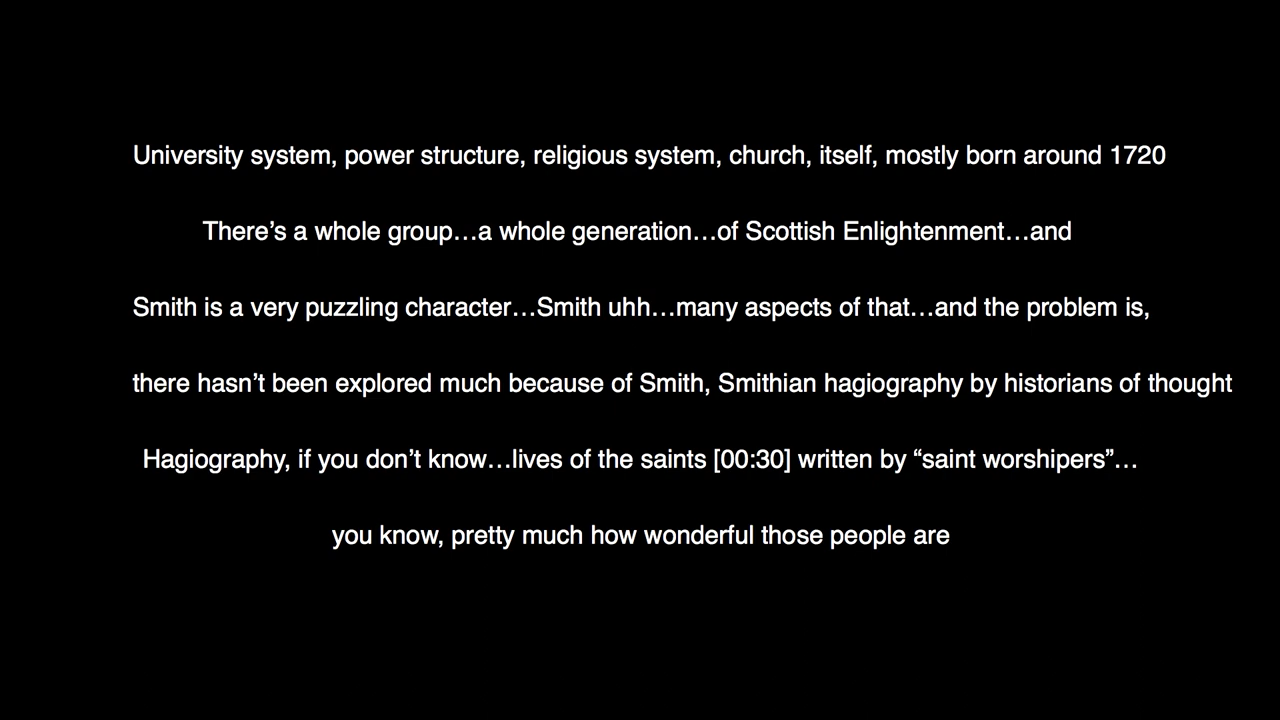 University system, power structure, religious system, church, itself, mostly born around 1720
There’s a whole group…a whole generation…of Scottish Enlightenment…and
Smith is a very puzzling character…Smith uhh…many aspects of that…and the problem is,
there hasn’t been explored much because of Smith, Smithian hagiography by historians of thought
Hagiography, if you don’t know…lives of the saints [00:30] written by “saint worshipers”…
you know, pretty much how wonderful those people are